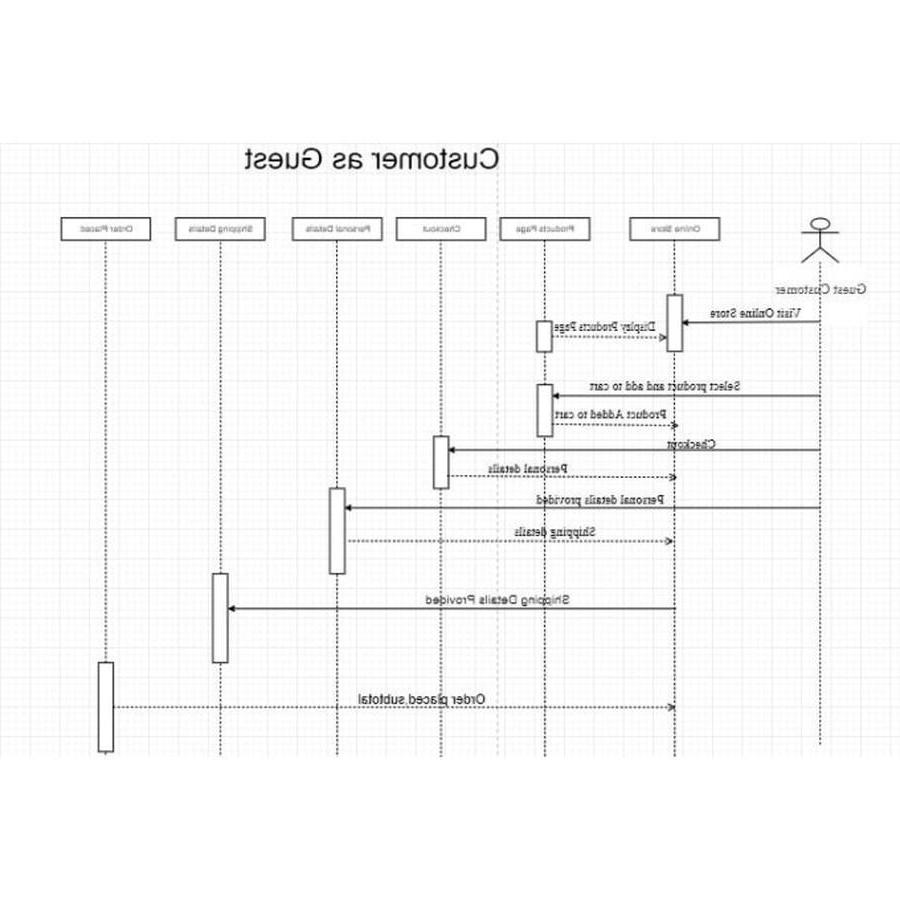 Customer as Guest
Online Store
Products Page
Checkout
Personal Details
Shipping Details
Order Placed
Guest Customer
Visit Online Store
Display Products Page
Select product and add to cart
Product Added to cart
Checkout
Personal details
Personal details provided
Shipping details
Shipping Details Provided
Order placed,subtotal